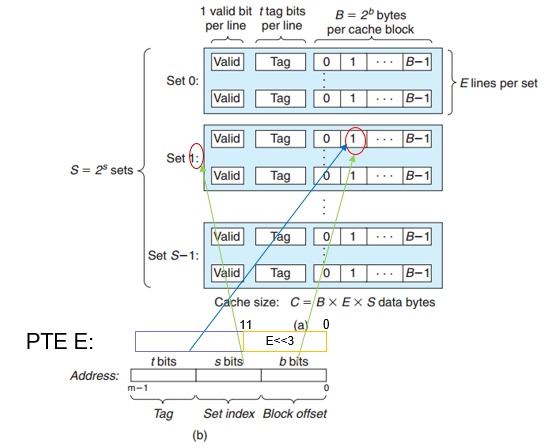 1 valid bit per line
t tag bits per line
B = 2^b bytes per cache block
Valid Tag 0 1 · · · B–1
Set 0:
Valid Tag 0 1 · · · B–1
E lines per set
Valid Tag 0 1 · · · B–1
Set 1:
Valid Tag 0 1 · · · B–1
S = 2^s sets
Valid Tag 0 1 · · · B–1
Set S–1:
Valid Tag 0 1 · · · B–1
Cache size: C = B × E × S data bytes
11 (a) 0
PTE E: E<<3
t bits s bits b bits
Address:
m–1 0
Tag Set index Block offset
(b)